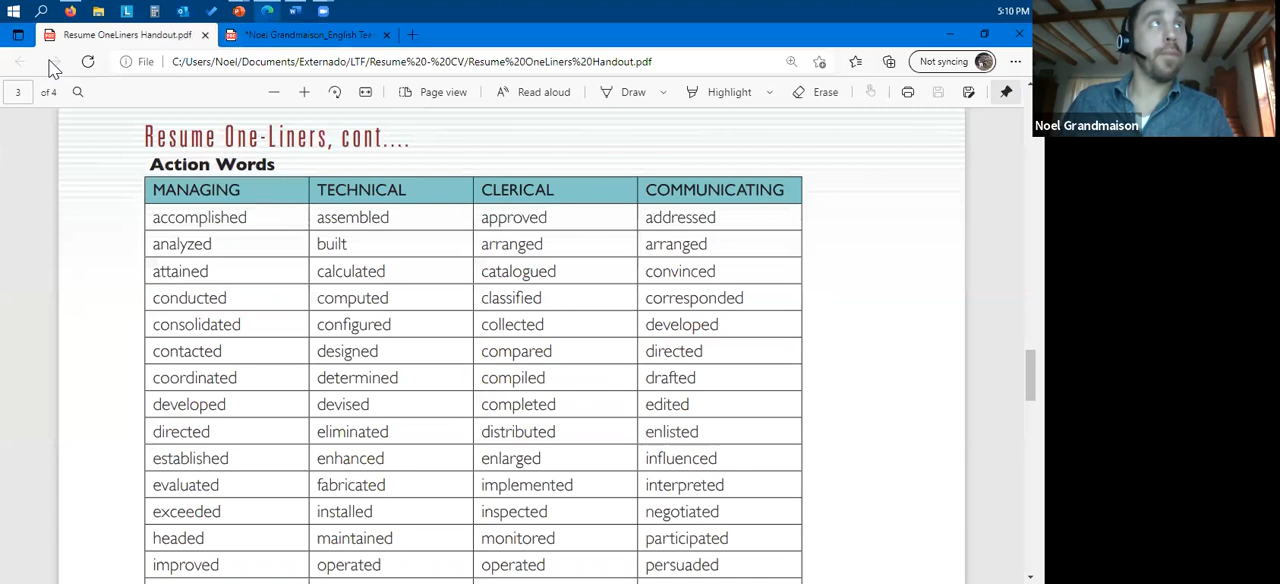 5:10 PM
Resume OneLiners Handout.pdf
*Noel Grandmaison_English Tea
File
C:/Users/Noel/Documents/Externado/LTF/Resume%20-%20CV/Resume%20OneLiners%20Handout.pdf
Not syncing
3 of 4
Page view
Read aloud
Draw
Highlight
Erase
Noel Grandmaison
Resume One-Liners, cont....
Action Words
MANAGING TECHNICAL CLERICAL COMMUNICATING
accomplished assembled approved addressed
analyzed built arranged arranged
attained calculated catalogued convinced
conducted computed classified corresponded
consolidated configured collected developed
contacted designed compared directed
coordinated determined compiled drafted
developed devised completed edited
directed eliminated distributed enlisted
established enhanced enlarged influenced
evaluated fabricated implemented interpreted
exceeded installed inspected negotiated
headed maintained monitored participated
improved operated operated persuaded